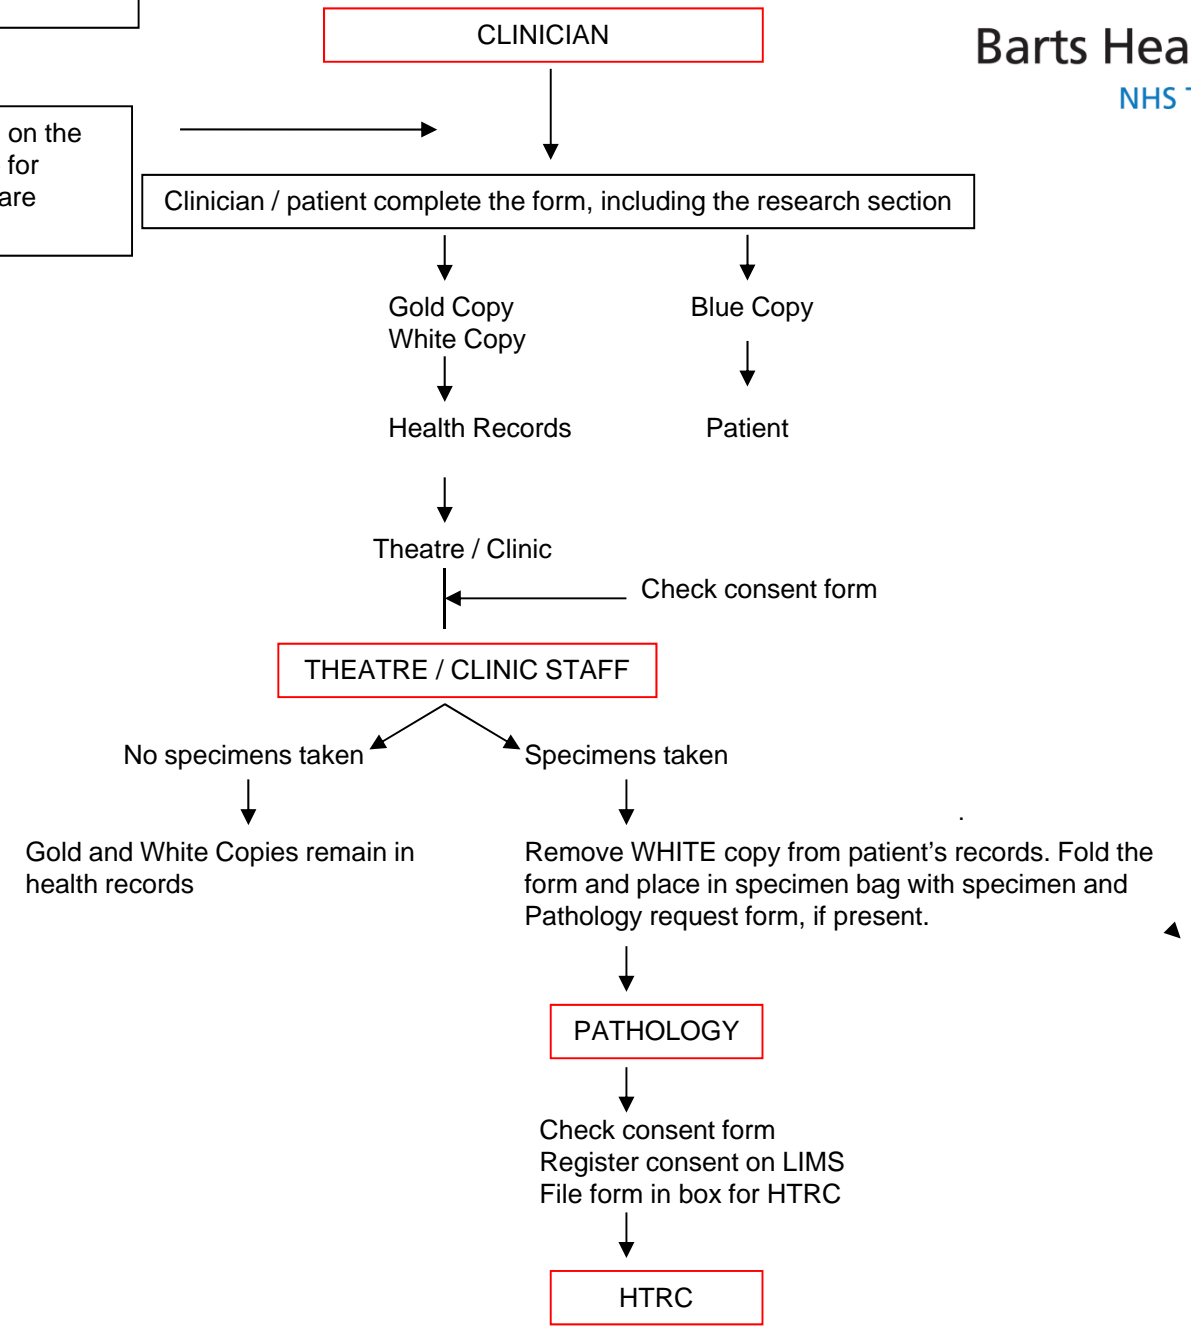 CLINICIAN
Barts Hea
NHS T
on the
for
are
Clinician / patient complete the form, including the research section
Gold Copy
White Copy
Blue Copy
Health Records
Patient
Theatre / Clinic
Check consent form
THEATRE / CLINIC STAFF
No specimens taken
Specimens taken
Gold and White Copies remain in
health records
.
Remove WHITE copy from patient’s records. Fold the
form and place in specimen bag with specimen and
Pathology request form, if present.
PATHOLOGY
Check consent form
Register consent on LIMS
File form in box for HTRC
HTRC